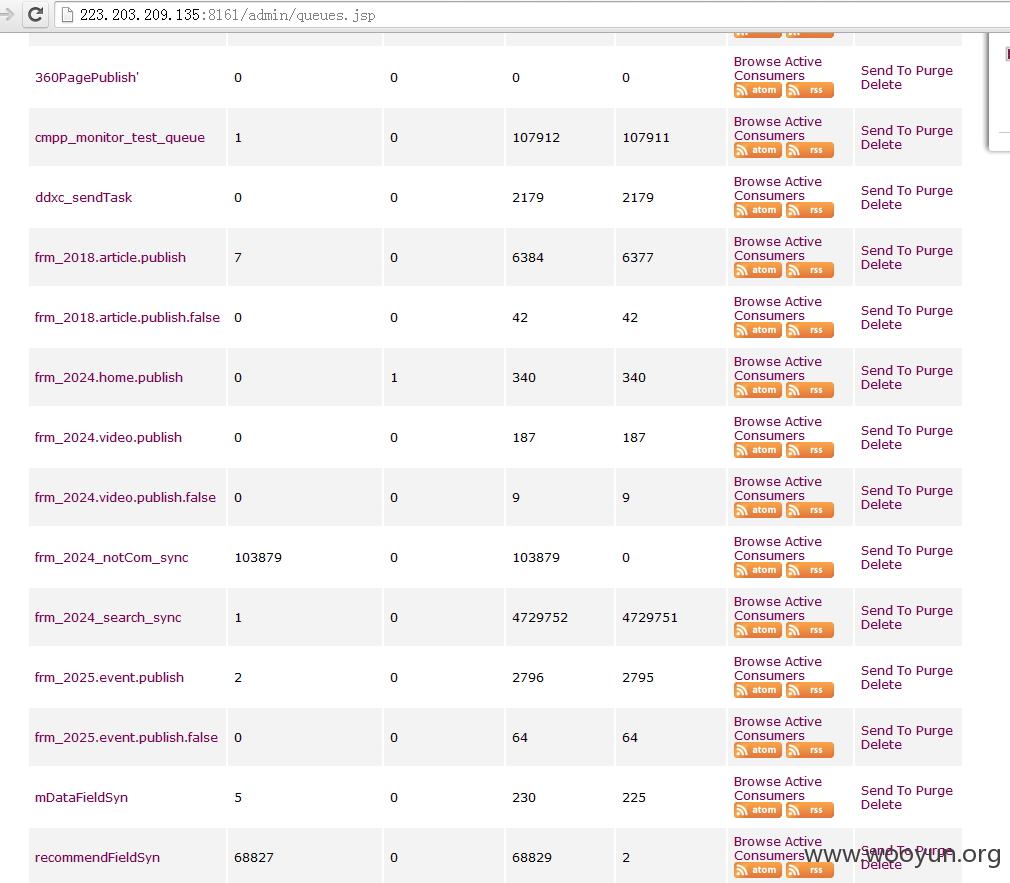 223.203.209.135:8161/admin/queues.jsp
atom rss
360PagePublish' 0 0 0 0 Browse Active Consumers atom rss Send To Purge Delete
cmpp_monitor_test_queue 1 0 107912 107911 Browse Active Consumers atom rss Send To Purge Delete
ddxc_sendTask 0 0 2179 2179 Browse Active Consumers atom rss Send To Purge Delete
frm_2018.article.publish 7 0 6384 6377 Browse Active Consumers atom rss Send To Purge Delete
frm_2018.article.publish.false 0 0 42 42 Browse Active Consumers atom rss Send To Purge Delete
frm_2024.home.publish 0 1 340 340 Browse Active Consumers atom rss Send To Purge Delete
frm_2024.video.publish 0 0 187 187 Browse Active Consumers atom rss Send To Purge Delete
frm_2024.video.publish.false 0 0 9 9 Browse Active Consumers atom rss Send To Purge Delete
frm_2024_notCom_sync 103879 0 103879 0 Browse Active Consumers atom rss Send To Purge Delete
frm_2024_search_sync 1 0 4729752 4729751 Browse Active Consumers atom rss Send To Purge Delete
frm_2025.event.publish 2 0 2796 2795 Browse Active Consumers atom rss Send To Purge Delete
frm_2025.event.publish.false 0 0 64 64 Browse Active Consumers atom rss Send To Purge Delete
mDataFieldSyn 5 0 230 225 Browse Active Consumers atom rss Send To Purge Delete
recommendFieldSyn 68827 0 68829 2 Browse Active Consumers atom rss Send To Purge Delete
www.wooyun.org